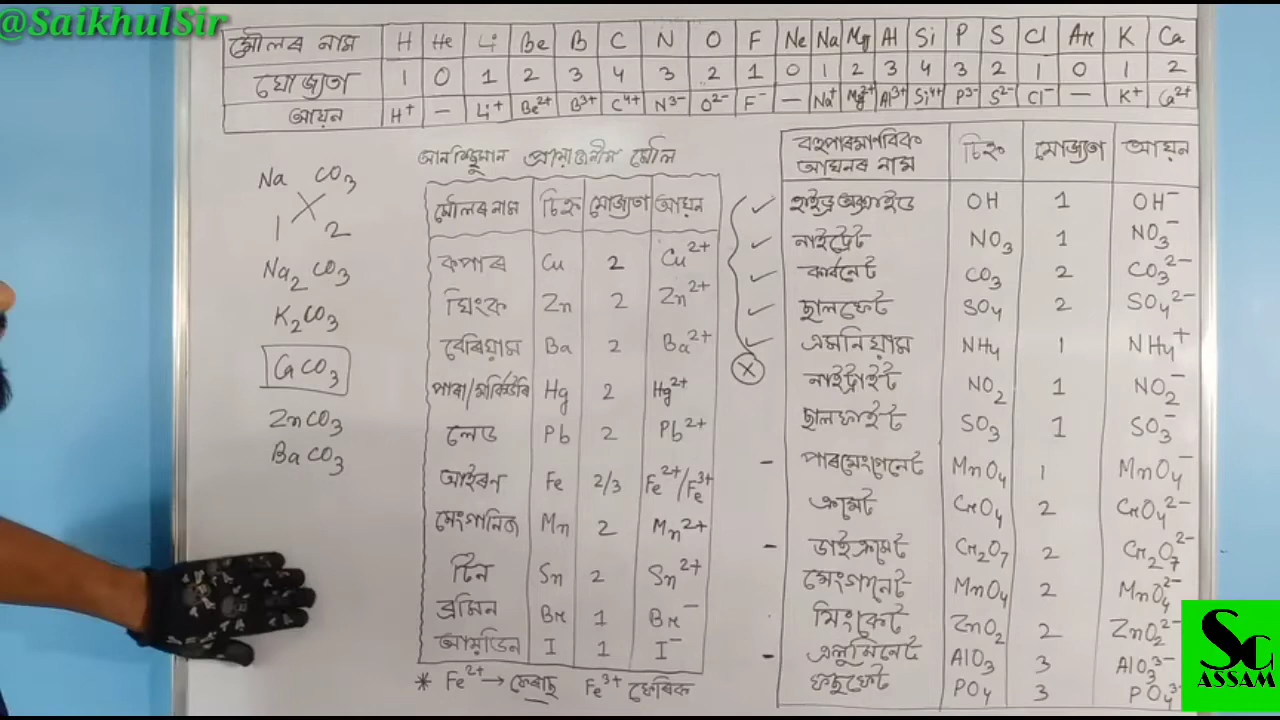 @SaikhulSir
মৌলৰ নাম H He Li Be B C N O F Ne Na Mg Al Si P S Cl Ar K Ca
যোজ্যতা 1 0 1 2 3 4 3 2 1 0 1 2 3 4 3 2 1 0 1 2
আয়ন H⁺ — Li⁺ Be²⁺ B³⁺ C⁴⁺ N³⁻ O²⁻ F⁻ — Na⁺ Mg²⁺ Al³⁺ Si⁴⁺ P³⁻ S²⁻ Cl⁻ — K⁺ Ca²⁺
Na CO₃
1 2
Na₂CO₃
K₂CO₃
CaCO₃
ZnCO₃
BaCO₃
প্ৰয়োজনীয় মৌল
মৌলৰ নাম চিহ্ন যোজ্যতা আয়ন
কপাৰ Cu 2 Cu²⁺
যিংক Zn 2 Zn²⁺
বেৰিয়াম Ba 2 Ba²⁺
পাৰা/মাৰ্কিউৰি Hg 2 Hg²⁺
লেড Pb 2 Pb²⁺
আইৰণ Fe 2/3 Fe²⁺/Fe³⁺
মেংগানিজ Mn 2 Mn²⁺
টিন Sn 2 Sn²⁺
ব্ৰমিন Br 1 Br⁻
আয়ডিন I 1 I⁻
* Fe²⁺ → ফেৰাছ Fe³⁺ ফেৰিক
বহুপাৰমাণৱিক আয়নৰ নাম চিহ্ন যোজ্যতা আয়ন
হাইড্ৰক্সাইড OH 1 OH⁻
নাইট্ৰেট NO₃ 1 NO₃⁻
কাৰ্বনেট CO₃ 2 CO₃²⁻
ছালফেট SO₄ 2 SO₄²⁻
এমনিয়াম NH₄ 1 NH₄⁺
নাইট্ৰাইট NO₂ 1 NO₂⁻
ছালফাইট SO₃ 1 SO₃⁻
পাৰমেংগেনেট MnO₄ 1 MnO₄⁻
ক্ৰমেট CrO₄ 2 CrO₄²⁻
ডাইক্ৰমেট Cr₂O₇ 2 Cr₂O₇²⁻
মেংগানেট MnO₄ 2 MnO₄²⁻
যিংকেট ZnO₂ 2 ZnO₂²⁻
এলুমিনেট AlO₃ 3 AlO₃³⁻
ফছফেট PO₄ 3 PO₄³⁻
SG
ASSAM